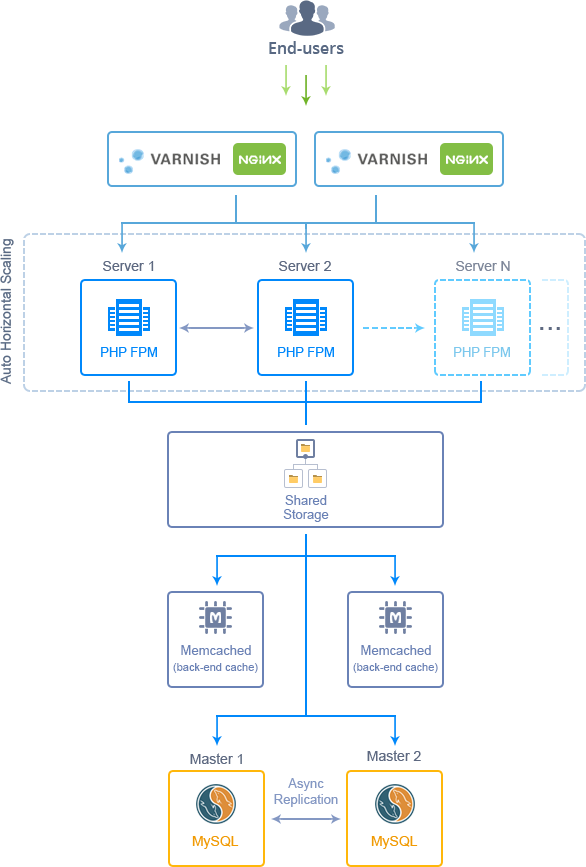 End-users
VARNISH NGINX
VARNISH NGINX
Auto Horizontal Scaling
Server 1
Server 2
Server N
PHP FPM
PHP FPM
PHP FPM
...
Shared
Storage
M
Memcached
(back-end cache)
M
Memcached
(back-end cache)
Master 1
Master 2
Async
Replication
MySQL
MySQL